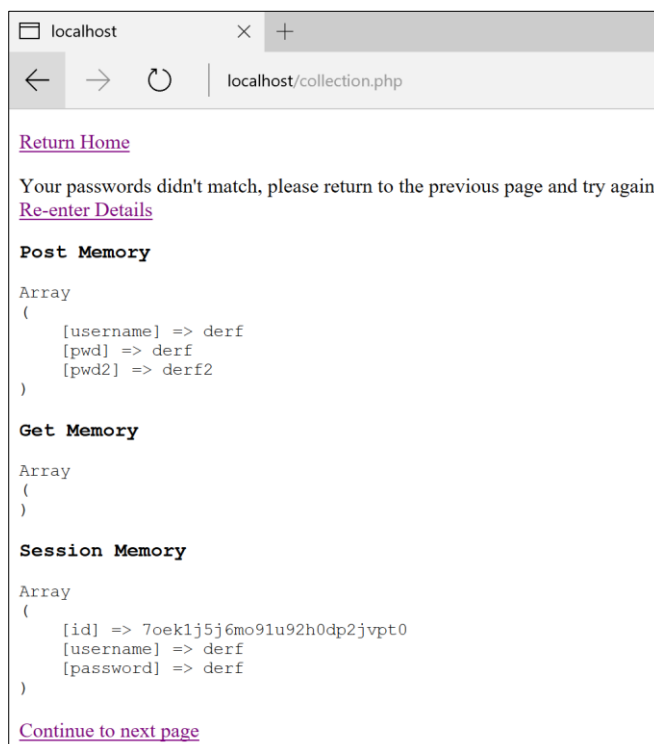 localhost
localhost/collection.php
Return Home
Your passwords didn't match, please return to the previous page and try again
Re-enter Details
Post Memory
Array
(
[username] => derf
[pwd] => derf
[pwd2] => derf2
)
Get Memory
Array
(
)
Session Memory
Array
(
[id] => 7oek1j5j6mo91u92h0dp2jvpt0
[username] => derf
[password] => derf
)
Continue to next page